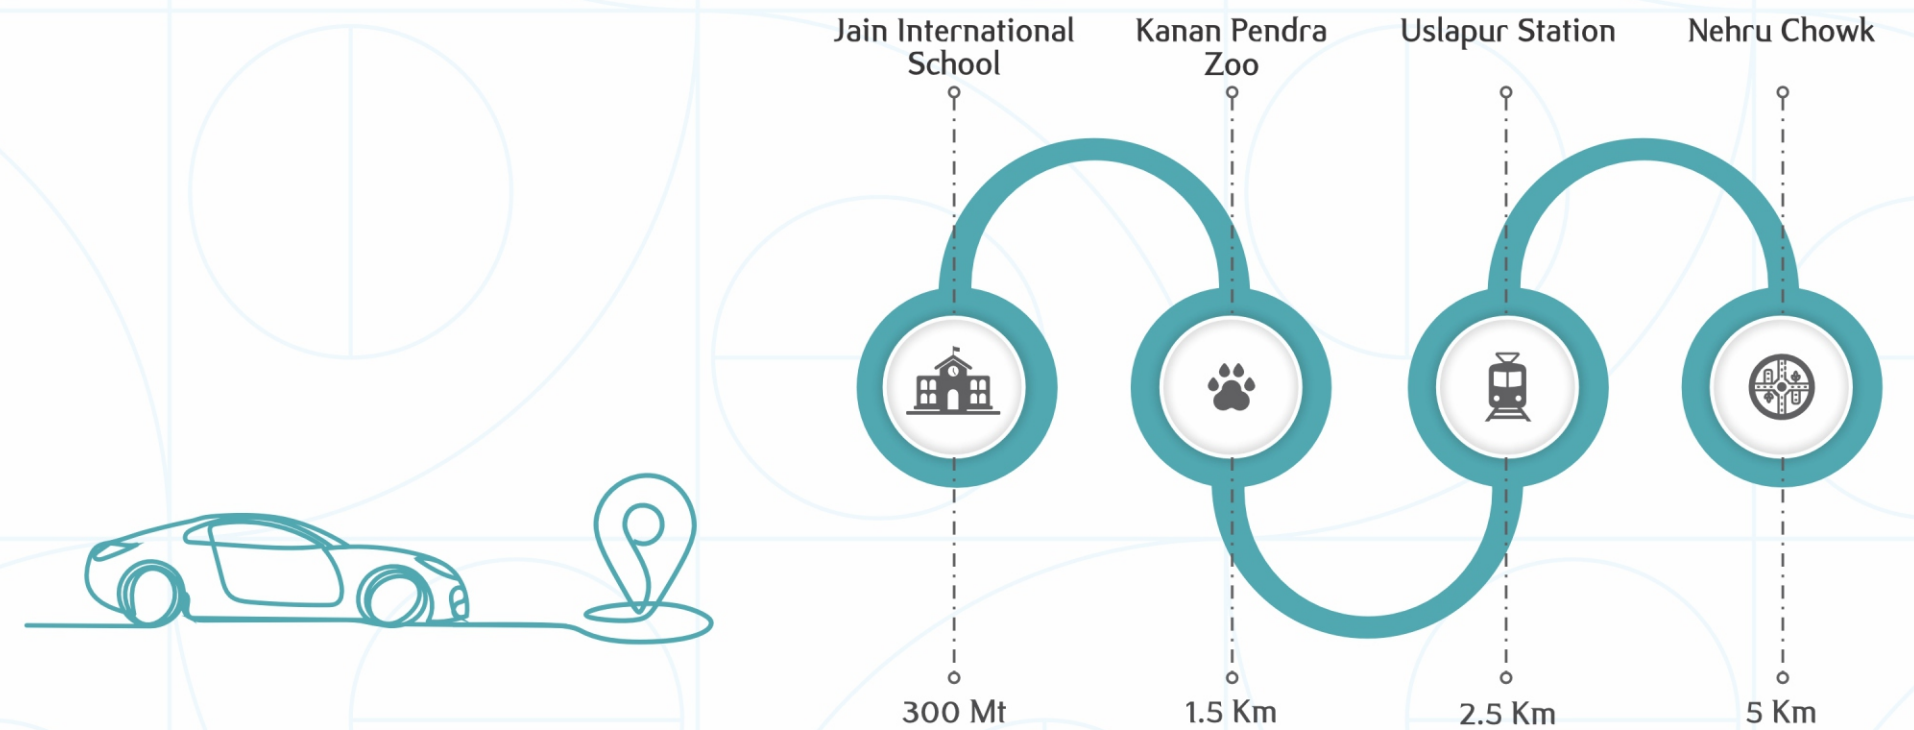 Jain International
School
Kanan Pendra
Zoo
Uslapur Station
Nehru Chowk
300 Mt
1.5 Km
2.5 Km
5 Km